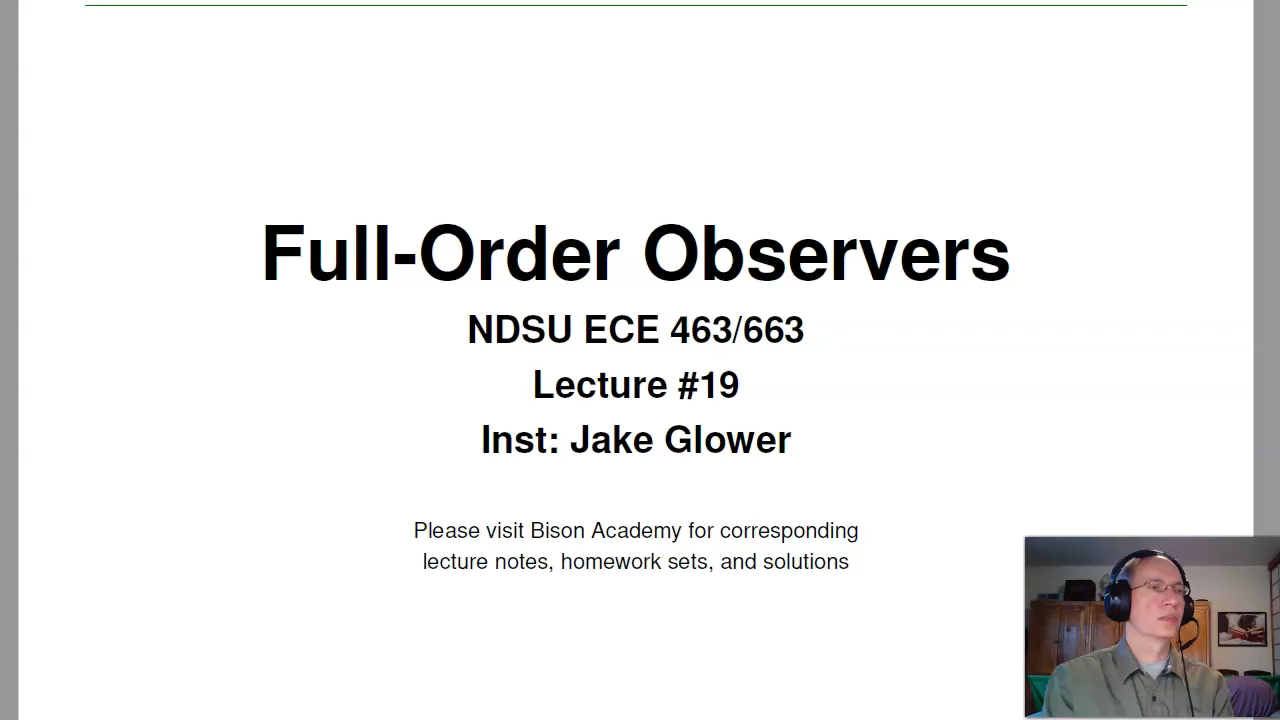 Full-Order Observers
NDSU ECE 463/663
Lecture #19
Inst: Jake Glower
Please visit Bison Academy for corresponding
lecture notes, homework sets, and solutions